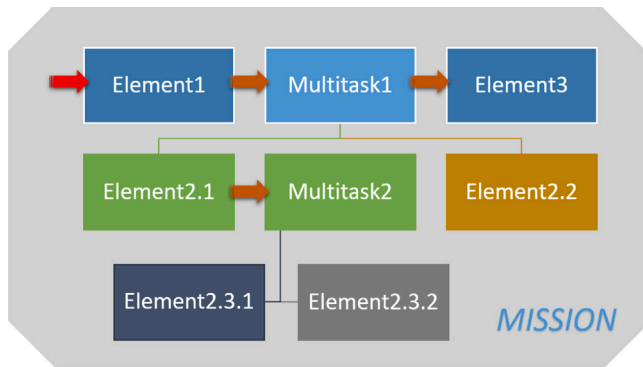 Element1
Multitask1
Element3
Element2.1
Multitask2
Element2.2
Element2.3.1
Element2.3.2
MISSION